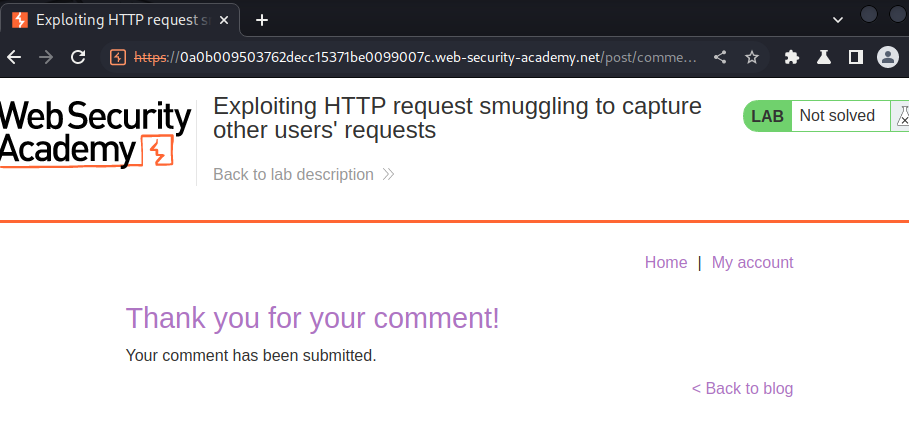 Exploiting HTTP request s
https://0a0b009503762decc15371be0099007c.web-security-academy.net/post/comme...
Web Security
Academy
Exploiting HTTP request smuggling to capture
other users' requests
LAB Not solved
Back to lab description
Home | My account
Thank you for your comment!
Your comment has been submitted.
< Back to blog